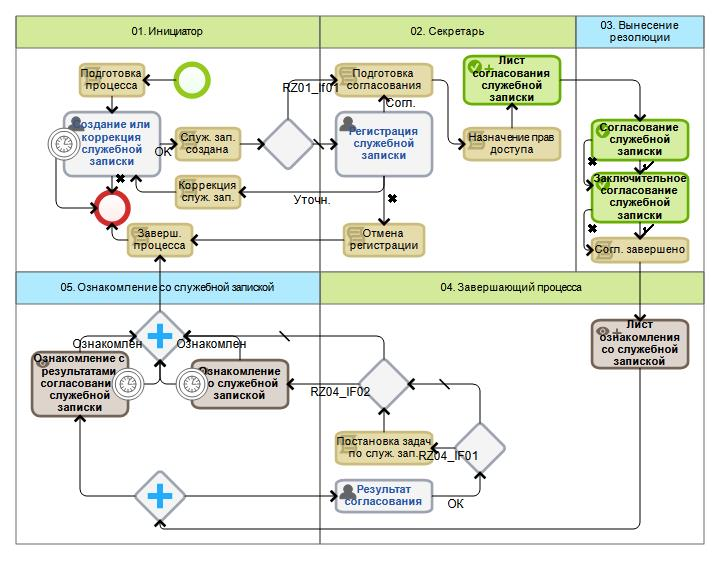 01. Инициатор
02. Секретарь
03. Вынесение
резолюции
Подготовка
процесса
RZ01_If01
Подготовка
согласования
Лист
согласования
служебной
записки
Создание или
коррекция
служебной
записки
OK
Служ. зап.
создана
Согл.
Регистрация
служебной
записки
Назначение прав
доступа
Согласование
служебной
записки
Коррекция
служ. зап.
Уточн.
Заключительное
согласование
служебной
записки
Заверш.
процесса
Отмена
регистрации
Согл. завершено
05. Ознакомление со служебной запиской
04. Завершающий процесса
Ознакомлен
Ознакомлен
Лист
ознакомления
со служебной
запиской
Ознакомление с
результатами
согласования
служебной
записки
Ознакомление
со служебной
запиской
RZ04_IF02
Постановка задач
по служ. зап.
RZ04_IF01
Результат
согласования
OK